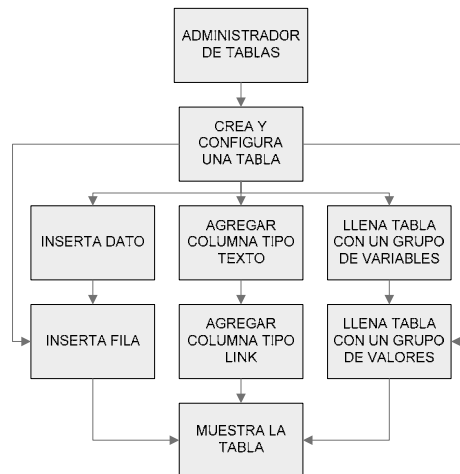 ADMINISTRADOR
DE TABLAS
CREA Y
CONFIGURA
UNA TABLA
INSERTA DATO
AGREGAR
COLUMNA TIPO
TEXTO
LLENA TABLA
CON UN GRUPO
DE VARIABLES
INSERTA FILA
AGREGAR
COLUMNA TIPO
LINK
LLENA TABLA
CON UN GRUPO
DE VALORES
MUESTRA LA
TABLA